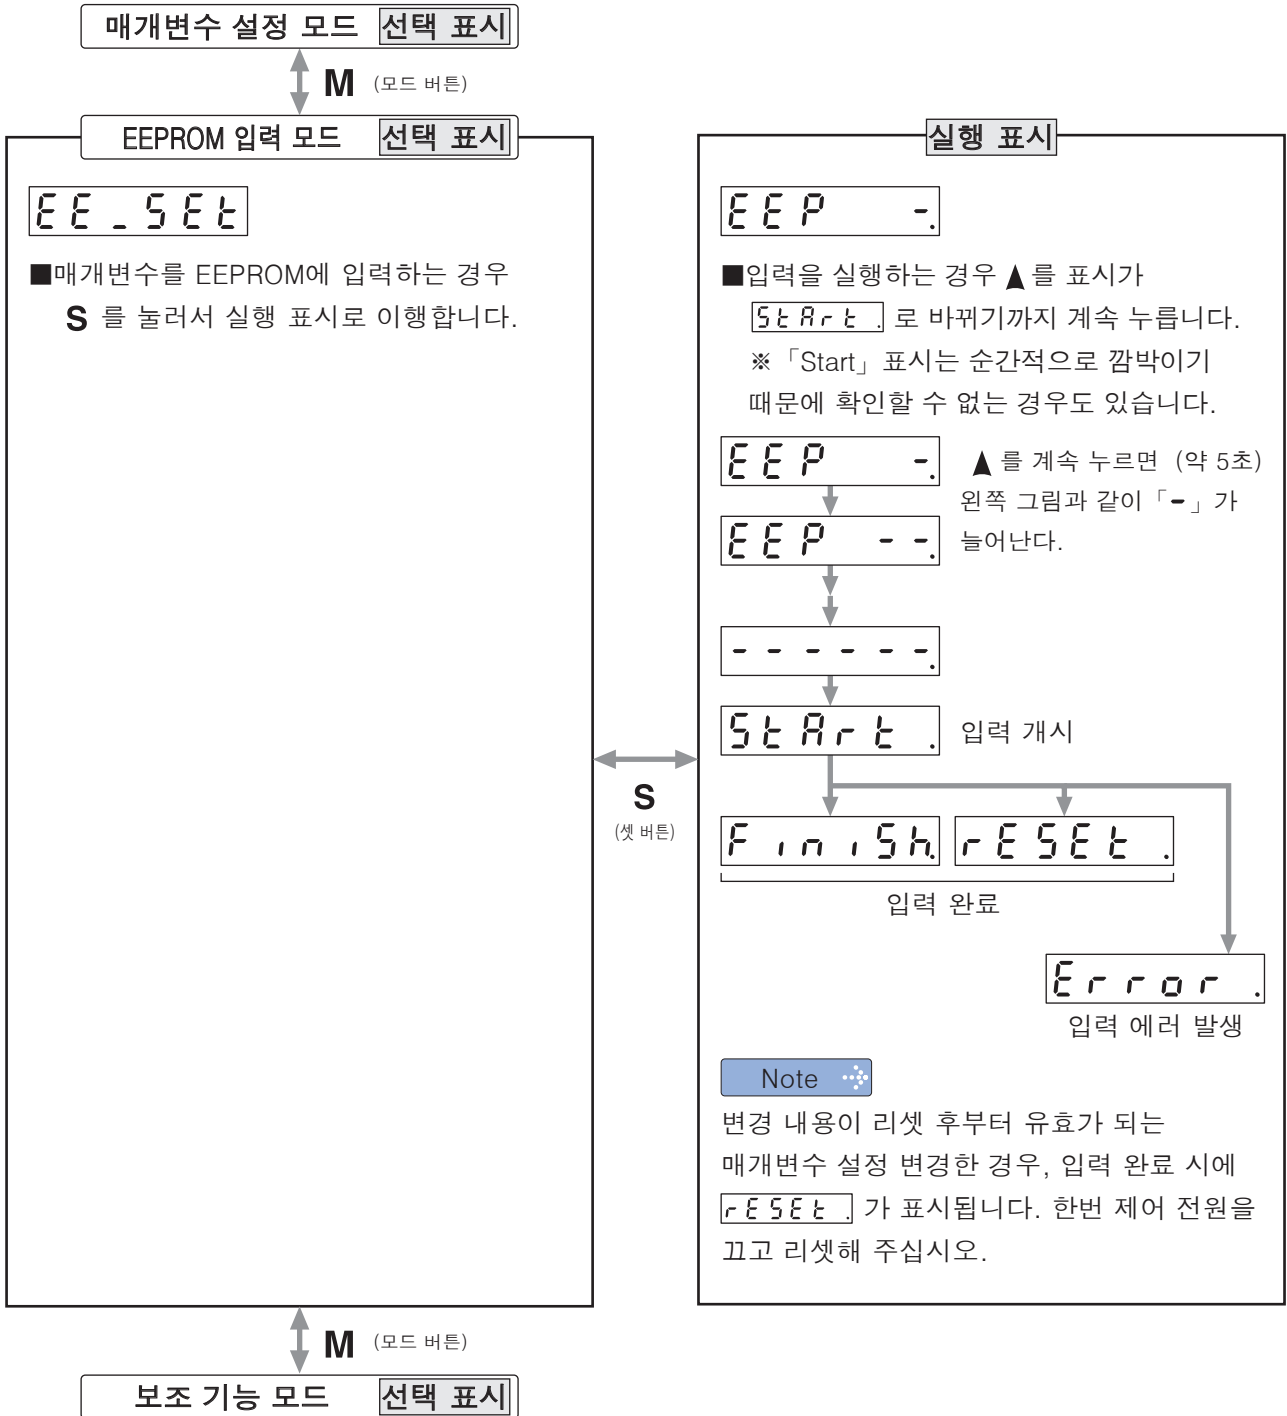 매개변수 설정 모드 선택 표시
M (모드 버튼)
EEPROM 입력 모드 선택 표시
EE_SEt
■매개변수를 EEPROM에 입력하는 경우
S 를 눌러서 실행 표시로 이행합니다.
S
(셋 버튼)
실행 표시
EEP -.
■입력을 실행하는 경우 ▲ 를 표시가
StArt . 로 바뀌기까지 계속 누릅니다.
※「Start」표시는 순간적으로 깜박이기
때문에 확인할 수 없는 경우도 있습니다.
EEP -.
▲ 를 계속 누르면 (약 5초)
왼쪽 그림과 같이「-」가
늘어난다.
EEP --.
------.
StArt . 입력 개시
FiniSh. rESEt .
입력 완료
Error .
입력 에러 발생
Note
변경 내용이 리셋 후부터 유효가 되는
매개변수 설정 변경한 경우, 입력 완료 시에
rESEt . 가 표시됩니다. 한번 제어 전원을
끄고 리셋해 주십시오.
M (모드 버튼)
보조 기능 모드 선택 표시